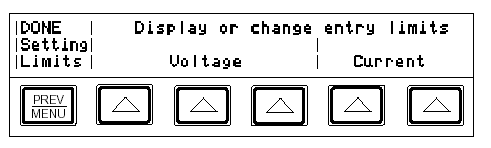 |DONE | Display or change entry limits
|Setting| |
|Limits | Voltage | Current
PREV
MENU